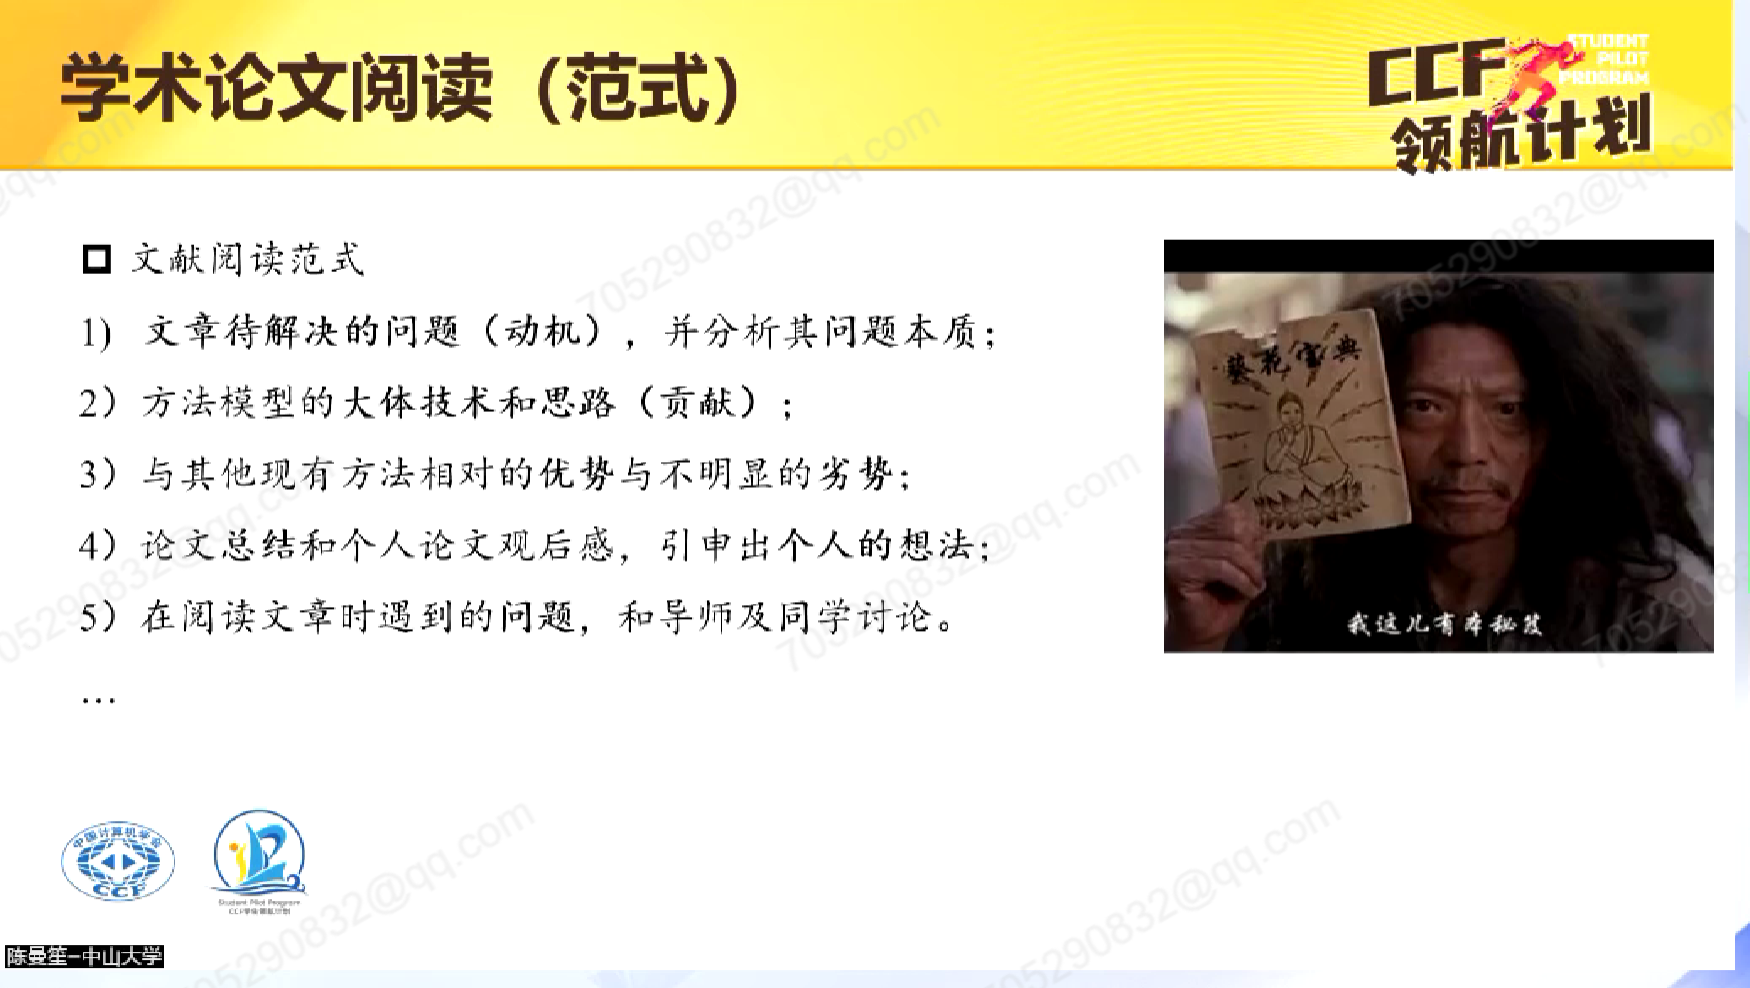 学术论文阅读（范式）
CCF
STUDENT
PILOT
PROGRAM
领航计划
文献阅读范式
1） 文章待解决的问题（动机），并分析其问题本质；
2）方法模型的大体技术和思路（贡献）；
3）与其他现有方法相对的优势与不明显的劣势；
4）论文总结和个人论文观后感，引申出个人的想法；
5）在阅读文章时遇到的问题，和导师及同学讨论。
…
葵花宝典
我这儿有本秘笈
中国计算机学会
CCF
Student Pilot Program
CCF学生领航计划
陈曼笙-中山大学
705290832@qq.com